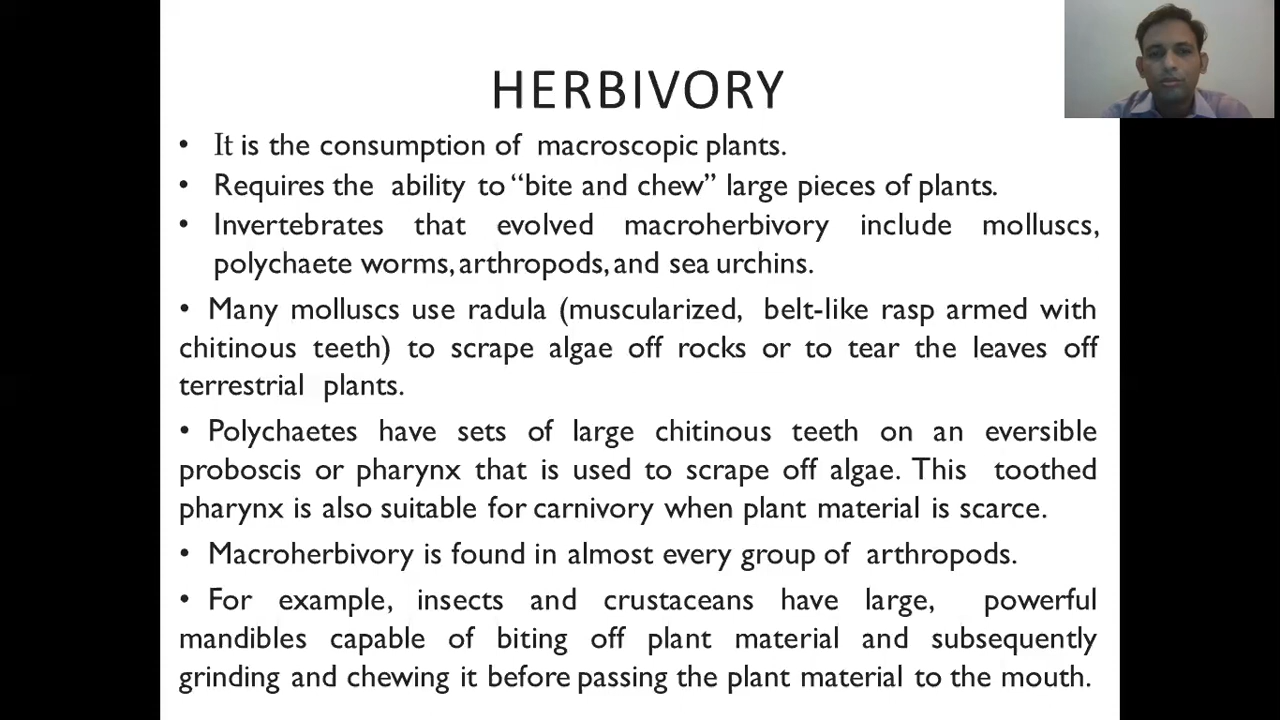 HERBIVORY
• It is the consumption of macroscopic plants.
• Requires the ability to “bite and chew” large pieces of plants.
• Invertebrates that evolved macroherbivory include molluscs,
polychaete worms, arthropods, and sea urchins.
• Many molluscs use radula (muscularized, belt-like rasp armed with
chitinous teeth) to scrape algae off rocks or to tear the leaves off
terrestrial plants.
• Polychaetes have sets of large chitinous teeth on an eversible
proboscis or pharynx that is used to scrape off algae. This toothed
pharynx is also suitable for carnivory when plant material is scarce.
• Macroherbivory is found in almost every group of arthropods.
• For example, insects and crustaceans have large, powerful
mandibles capable of biting off plant material and subsequently
grinding and chewing it before passing the plant material to the mouth.